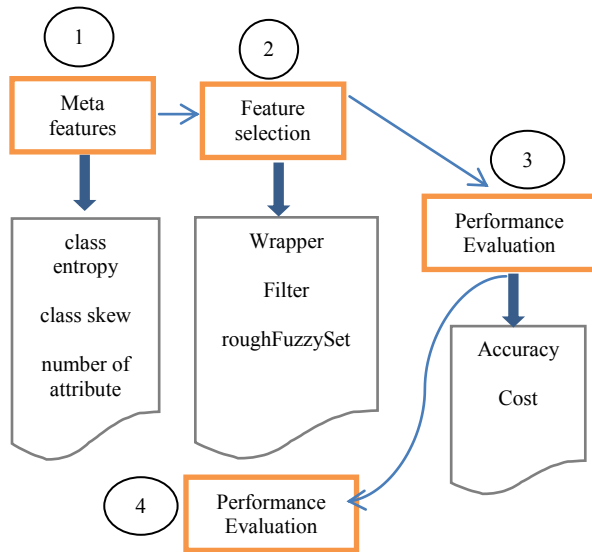 1
Meta
features
class
entropy
class skew
number of
attribute
2
Feature
selection
Wrapper
Filter
roughFuzzySet
3
Performance
Evaluation
Accuracy
Cost
4
Performance
Evaluation